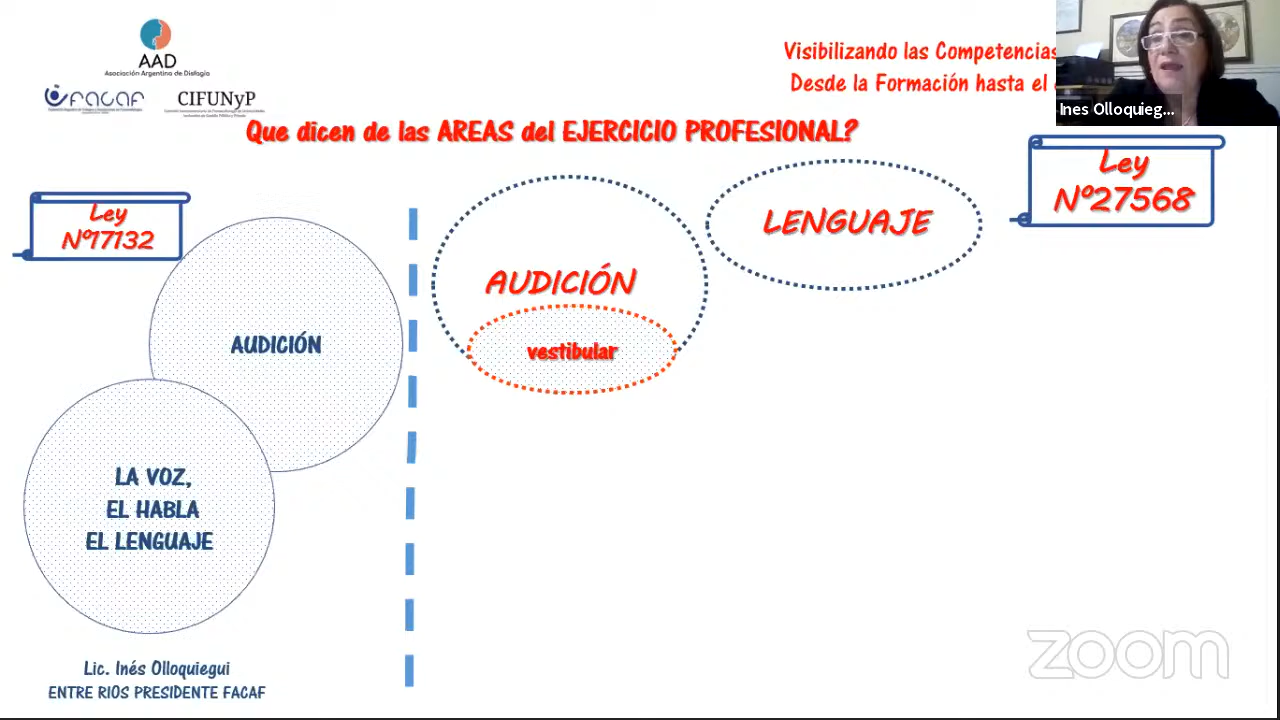 AAD
Asociación Argentina de Disfagia
FACAF
CIFUNyP
Visibilizando las Competencias
Desde la Formación hasta el
Ines Olloquieg...
Que dicen de las AREAS del EJERCICIO PROFESIONAL?
Ley
Nº17132
Ley
Nº27568
AUDICIÓN
LA VOZ,
EL HABLA
EL LENGUAJE
AUDICIÓN
vestibular
LENGUAJE
Lic. Inés Olloquiegui
ENTRE RIOS PRESIDENTE FACAF
zoom